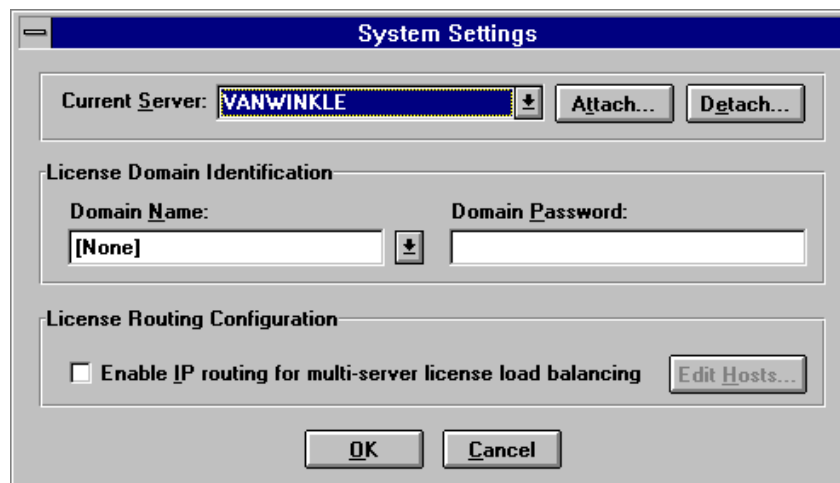 System Settings
Current Server: VANWINKLE Attach... Detach...
License Domain Identification
Domain Name: Domain Password:
[None]
License Routing Configuration
Enable IP routing for multi-server license load balancing Edit Hosts...
OK Cancel